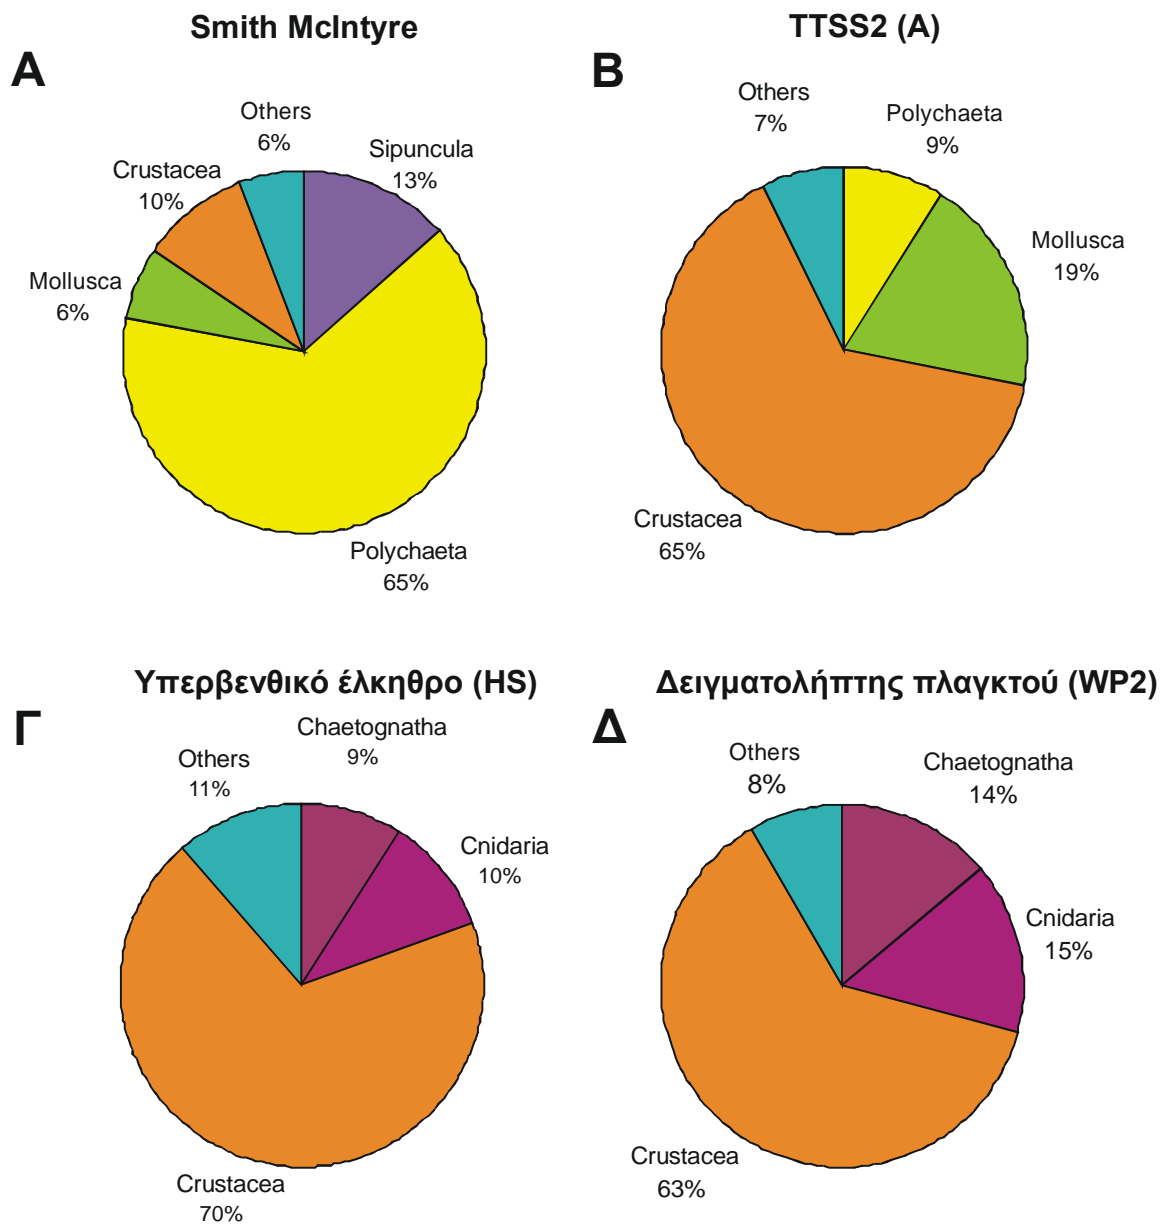 Smith McIntyre
A
Others
6%
Sipuncula
13%
Crustacea
10%
Mollusca
6%
Polychaeta
65%
TTSS2 (A)
B
Others
7%
Polychaeta
9%
Mollusca
19%
Crustacea
65%
Υπερβενθικό έλκηθρο (HS)
Γ
Chaetognatha
9%
Others
11%
Cnidaria
10%
Crustacea
70%
Δειγματολήπτης πλαγκτού (WP2)
Δ
Others
8%
Chaetognatha
14%
Cnidaria
15%
Crustacea
63%